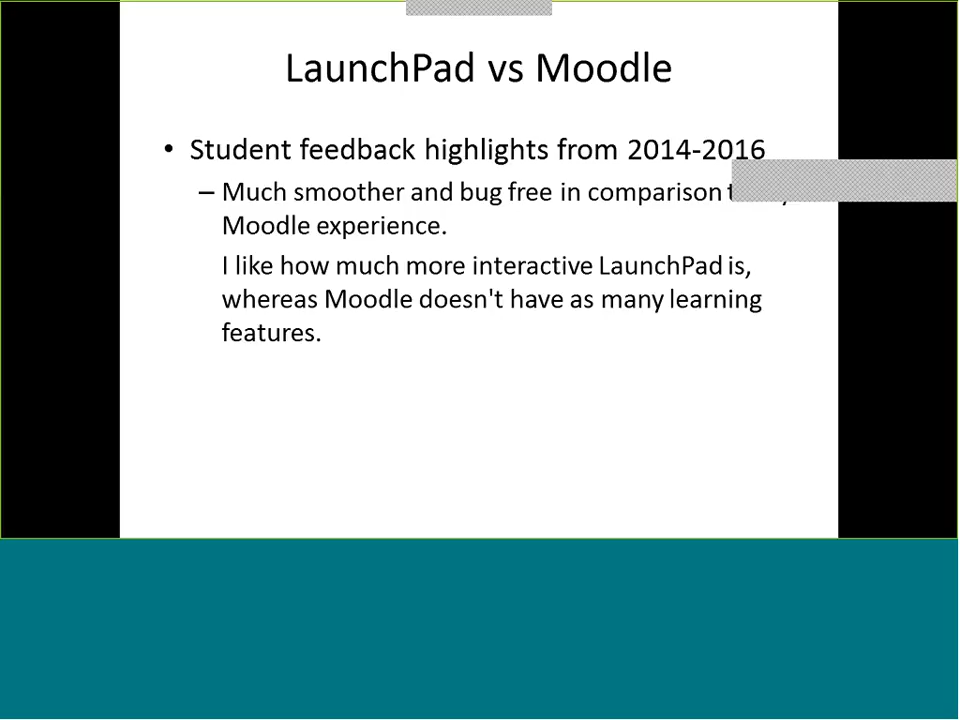 LaunchPad vs Moodle
• Student feedback highlights from 2014-2016
– Much smoother and bug free in comparison
Moodle experience.
I like how much more interactive LaunchPad is,
whereas Moodle doesn't have as many learning
features.